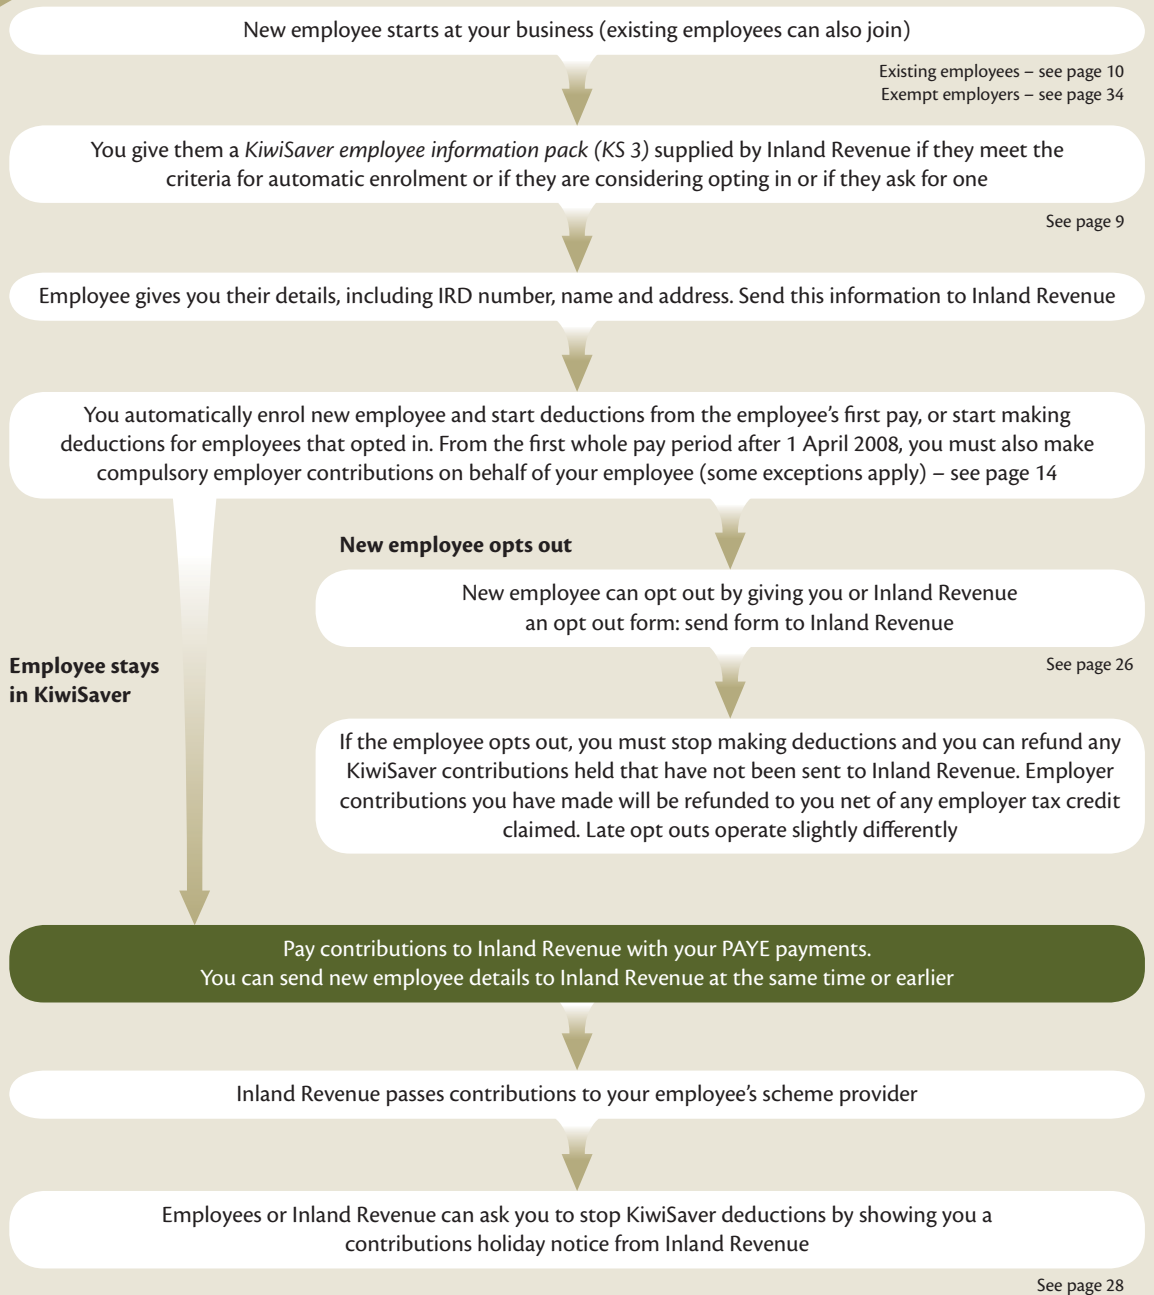 New employee starts at your business (existing employees can also join)
Existing employees – see page 10
Exempt employers – see page 34
You give them a KiwiSaver employee information pack (KS 3) supplied by Inland Revenue if they meet the
criteria for automatic enrolment or if they are considering opting in or if they ask for one
See page 9
Employee gives you their details, including IRD number, name and address. Send this information to Inland Revenue
You automatically enrol new employee and start deductions from the employee's first pay, or start making
deductions for employees that opted in. From the first whole pay period after 1 April 2008, you must also make
compulsory employer contributions on behalf of your employee (some exceptions apply) – see page 14
New employee opts out
New employee can opt out by giving you or Inland Revenue
an opt out form: send form to Inland Revenue
See page 26
Employee stays
in KiwiSaver
If the employee opts out, you must stop making deductions and you can refund any
KiwiSaver contributions held that have not been sent to Inland Revenue. Employer
contributions you have made will be refunded to you net of any employer tax credit
claimed. Late opt outs operate slightly differently
Pay contributions to Inland Revenue with your PAYE payments.
You can send new employee details to Inland Revenue at the same time or earlier
Inland Revenue passes contributions to your employee's scheme provider
Employees or Inland Revenue can ask you to stop KiwiSaver deductions by showing you a
contributions holiday notice from Inland Revenue
See page 28